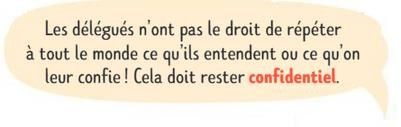 Les délégués n'ont pas le droit de répéter
à tout le monde ce qu'ils entendent ou ce qu'on
leur confie ! Cela doit rester confidentiel.